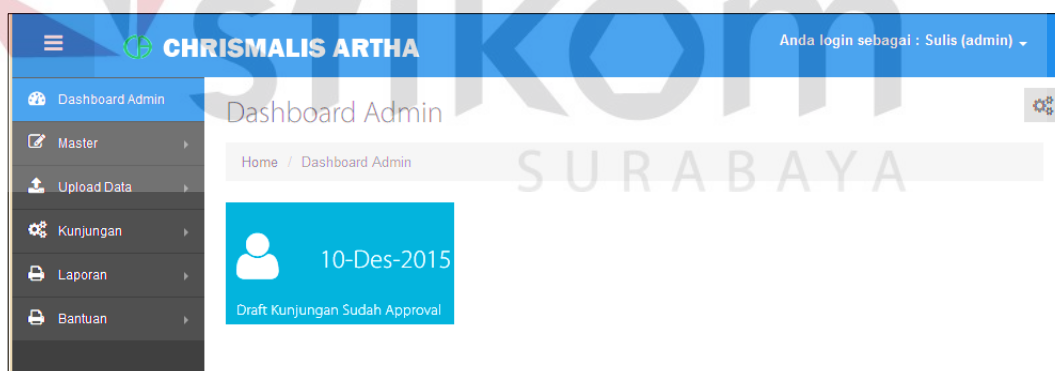 stikom
SURABAYA
CHRISMALIS ARTHA
Anda login sebagai : Sulis (admin)
Dashboard Admin
Master
Upload Data
Kunjungan
Laporan
Bantuan
Dashboard Admin
Home / Dashboard Admin
10-Des-2015
Draft Kunjungan Sudah Approval